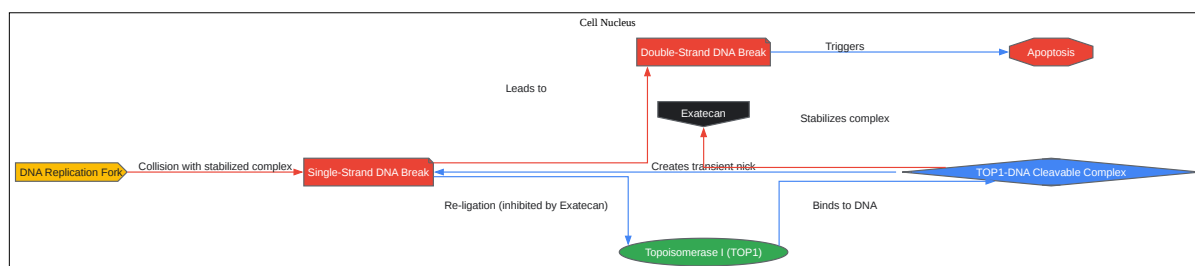 Cell Nucleus
Double-Strand DNA Break
Triggers
Apoptosis
Leads to
Exatecan
Stabilizes complex
DNA Replication Fork
Collision with stabilized complex
Single-Strand DNA Break
Creates transient nick
TOP1-DNA Cleavable Complex
Re-ligation (inhibited by Exatecan)
Binds to DNA
Topoisomerase I (TOP1)